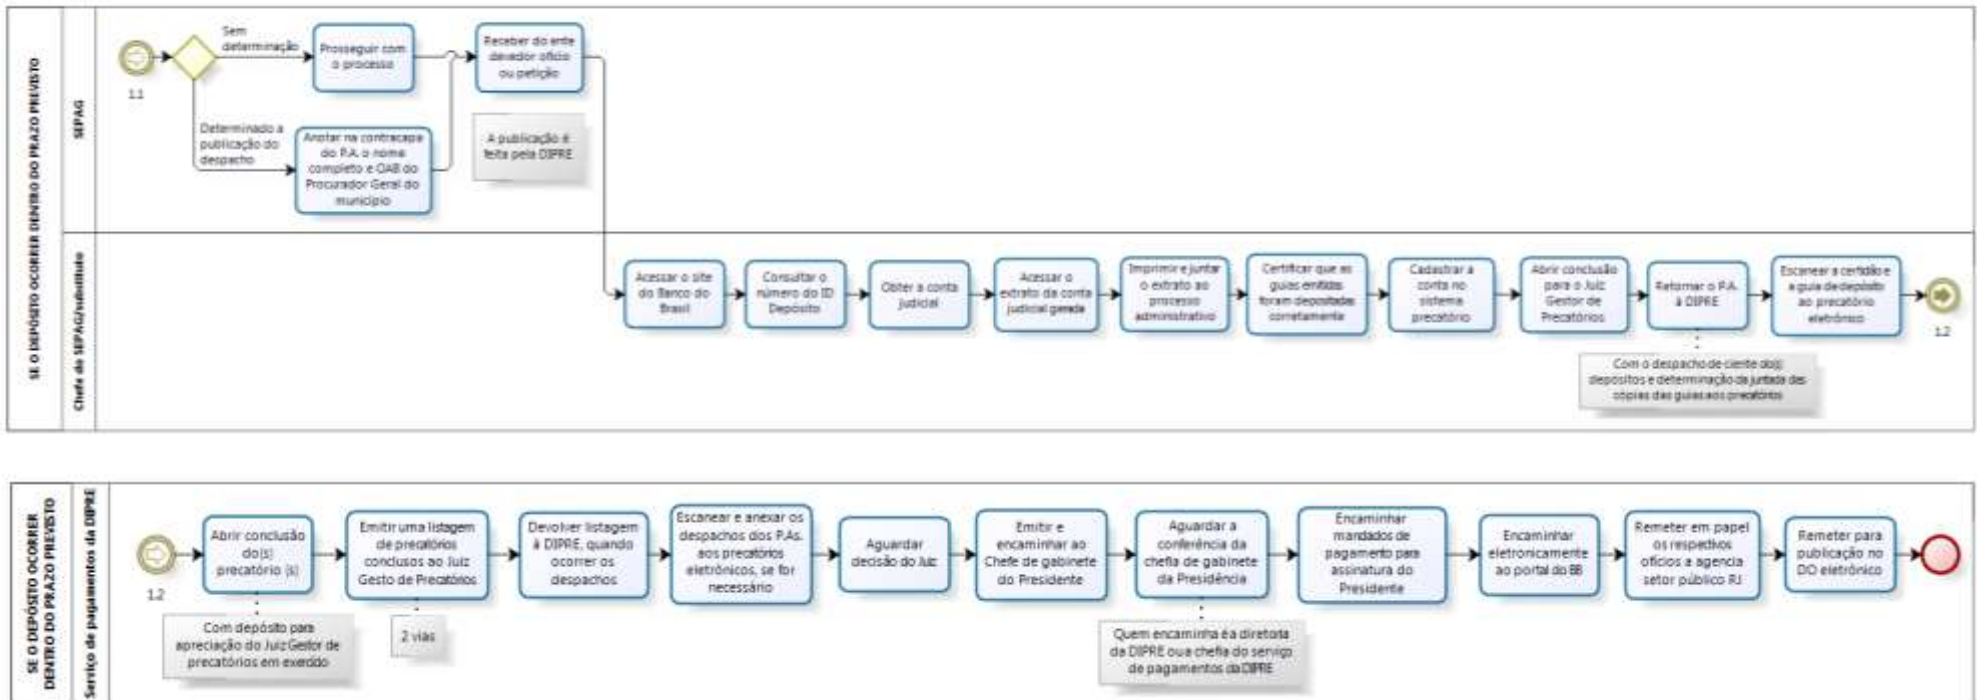 SE O DEPÓSITO OCORRER DENTRO DO PRAZO PREVISTO
SEPAG
1.1
Sem
determinação
Prosseguir com
o processo
Receber do ente
devedor ofício
ou petição
Determinado a
publicação do
despacho
Anotar na contracapa
do P.A. o nome
completo e OAB do
Procurador Geral do
município
A publicação é
feita pela DIPRE
Chefe do SEPAG/substituto
Acessar o site
do Banco do
Brasil
Consultar o
número do ID
Depósito
Obter a conta
judicial
Acessar o
extrato da conta
judicial gerada
Imprimir e juntar
o extrato ao
processo
administrativo
Certificar que as
guias emitidas
foram depositadas
corretamente
Cadastrar a
conta no
sistema
precatório
Abrir conclusão
para o Juiz
Gestor de
Precatórios
Retornar o P.A.
à DIPRE
Escanear a certidão e
a guia de depósito
ao precatório
eletrônico
1.2
Com o despacho de ciente do(s)
depósitos e determinação da juntada das
cópias das guias aos precatórios
SE O DEPÓSITO OCORRER
DENTRO DO PRAZO PREVISTO
Serviço de pagamentos da DIPRE
1.2
Abrir conclusão
do(s)
precatório (s)
Emitir uma listagem
de precatórios
conclusos ao Juiz
Gesto de Precatórios
Devolver listagem
à DIPRE, quando
ocorrer os
despachos
Escanear e anexar os
despachos dos P.As.
aos precatórios
eletrônicos, se for
necessário
Aguardar
decisão do Juiz
Emitir e
encaminhar ao
Chefe de gabinete
do Presidente
Aguardar a
conferência da
chefia de gabinete
da Presidência
Encaminhar
mandados de
pagamento para
assinatura do
Presidente
Encaminhar
eletronicamente
ao portal do BB
Remeter em papel
os respectivos
ofícios a agencia
setor público RJ
Remeter para
publicação no
DO eletrônico
Com depósito para
apreciação do Juiz Gestor de
precatórios em exercído
2 vias
Quem encaminha é a diretoria
da DIPRE ou a chefia do serviço
de pagamentos da DIPRE